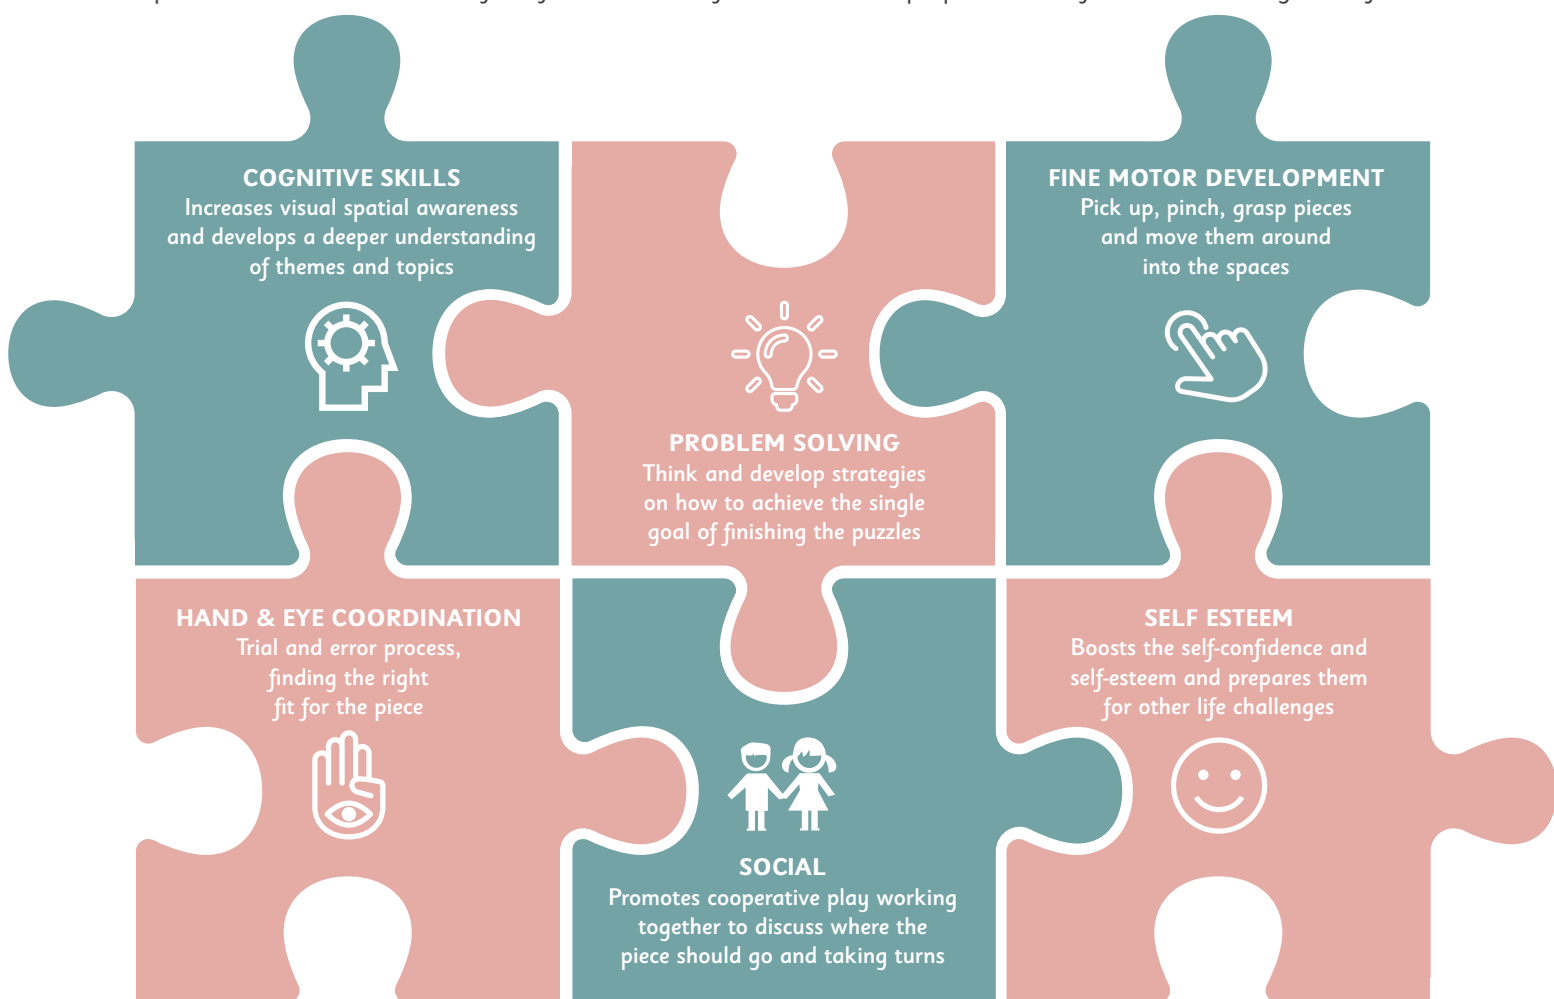 COGNITIVE SKILLS
Increases visual spatial awareness
and develops a deeper understanding
of themes and topics
PROBLEM SOLVING
Think and develop strategies
on how to achieve the single
goal of finishing the puzzles
FINE MOTOR DEVELOPMENT
Pick up, pinch, grasp pieces
and move them around
into the spaces
HAND & EYE COORDINATION
Trial and error process,
finding the right
fit for the piece
SOCIAL
Promotes cooperative play working
together to discuss where the
piece should go and taking turns
SELF ESTEEM
Boosts the self-confidence and
self-esteem and prepares them
for other life challenges